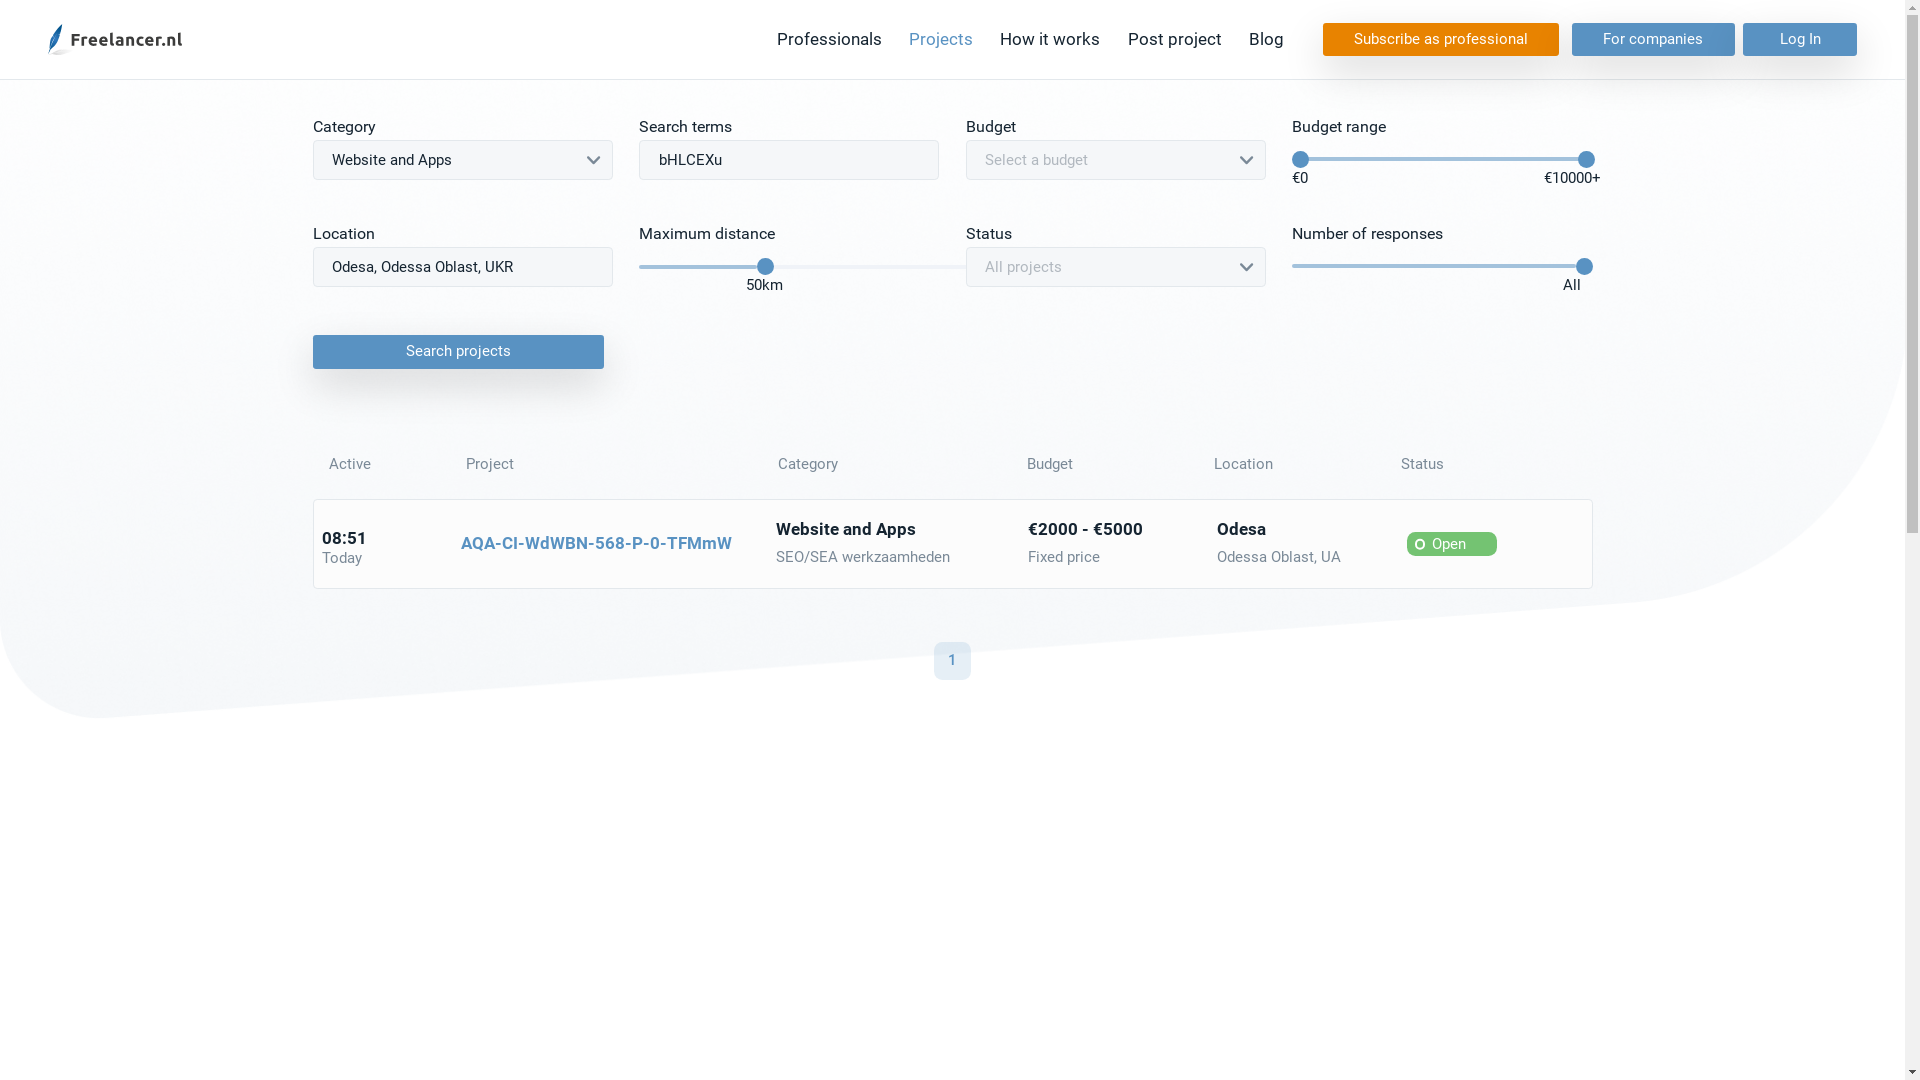 Freelancer.nl
Professionals Projects How it works Post project Blog Subscribe as professional For companies Log In
Category Search terms Budget Budget range
Website and Apps bHLCEXu Select a budget
€0 €10000+
Location Maximum distance Status Number of responses
Odesa, Odessa Oblast, UKR All projects
50km All
Search projects
Active Project Category Budget Location Status
Website and Apps €2000 - €5000 Odesa
08:51 AQA-CI-WdWBN-568-P-0-TFMmW Open
Today SEO/SEA werkzaamheden Fixed price Odessa Oblast, UA
1